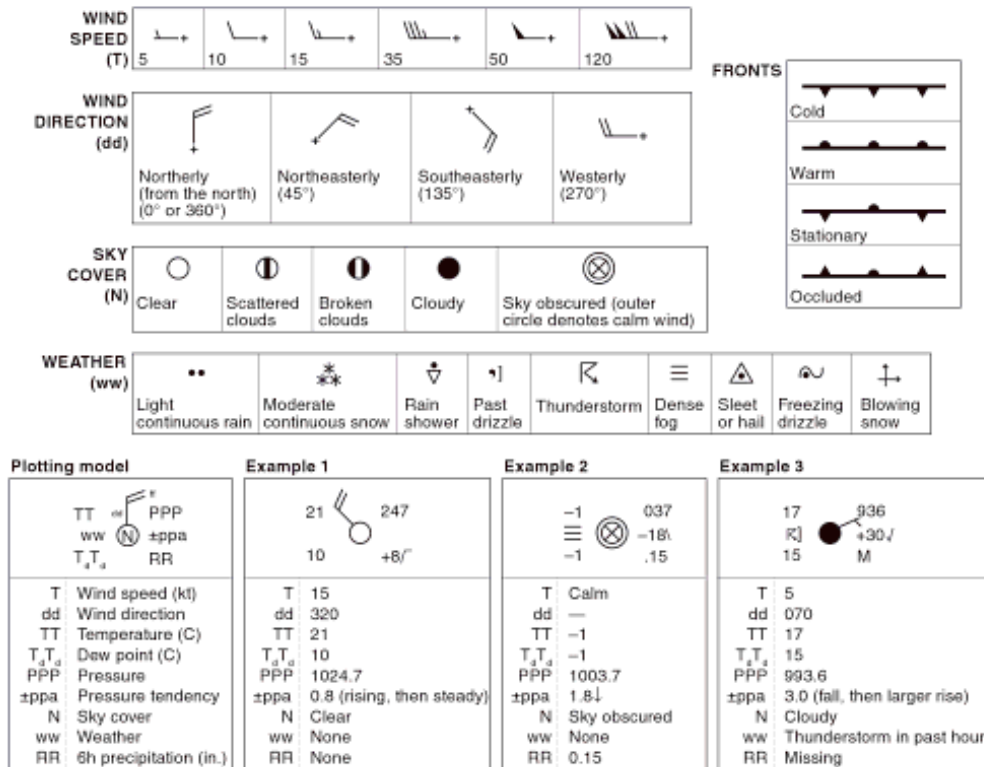 WIND
SPEED
(T)
5 10 15 35 50 120
FRONTS
Cold
Warm
Stationary
Occluded
WIND
DIRECTION
(dd)
Northerly
(from the north)
(0° or 360°)
Northeasterly
(45°)
Southeasterly
(135°)
Westerly
(270°)
SKY
COVER
(N)
Clear
Scattered
clouds
Broken
clouds
Cloudy
Sky obscured (outer
circle denotes calm wind)
WEATHER
(ww)
Light
continuous rain
Moderate
continuous snow
Rain
shower
Past
drizzle
Thunderstorm
Dense
fog
Sleet
or hail
Freezing
drizzle
Blowing
snow
Plotting model
TT dd PPP
ww N ±ppa
TdTd RR
T Wind speed (kt)
dd Wind direction
TT Temperature (C)
TdTd Dew point (C)
PPP Pressure
±ppa Pressure tendency
N Sky cover
ww Weather
RR 6h precipitation (in.)
Example 1
21 247
10 +8/
T 15
dd 320
TT 21
TdTd 10
PPP 1024.7
±ppa 0.8 (rising, then steady)
N Clear
ww None
RR None
Example 2
–1 037
–18\
–1 .15
T Calm
dd —
TT –1
TdTd –1
PPP 1003.7
±ppa 1.8↓
N Sky obscured
ww None
RR 0.15
Example 3
17 936
+30√
15 M
T 5
dd 070
TT 17
TdTd 15
PPP 993.6
±ppa 3.0 (fall, then larger rise)
N Cloudy
ww Thunderstorm in past hour
RR Missing